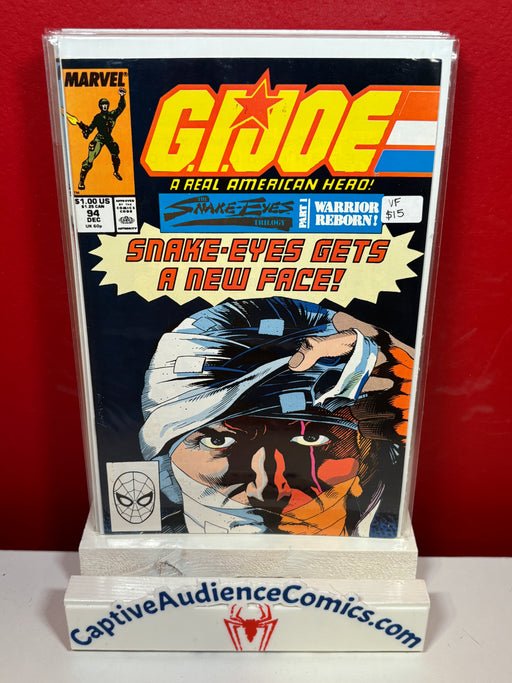 MARVEL
G.I.JOE
A REAL AMERICAN HERO!
$1.00 US
$1.25 CAN
94
DEC
UK 60p
APPROVED
BY THE
COMICS
CODE
AUTHORITY
THE
SNAKE-EYES
TRILOGY
PART 1
WARRIOR
REBORN!
VF
$15
SNAKE-EYES GETS
A NEW FACE!
CaptiveAudienceComics.com